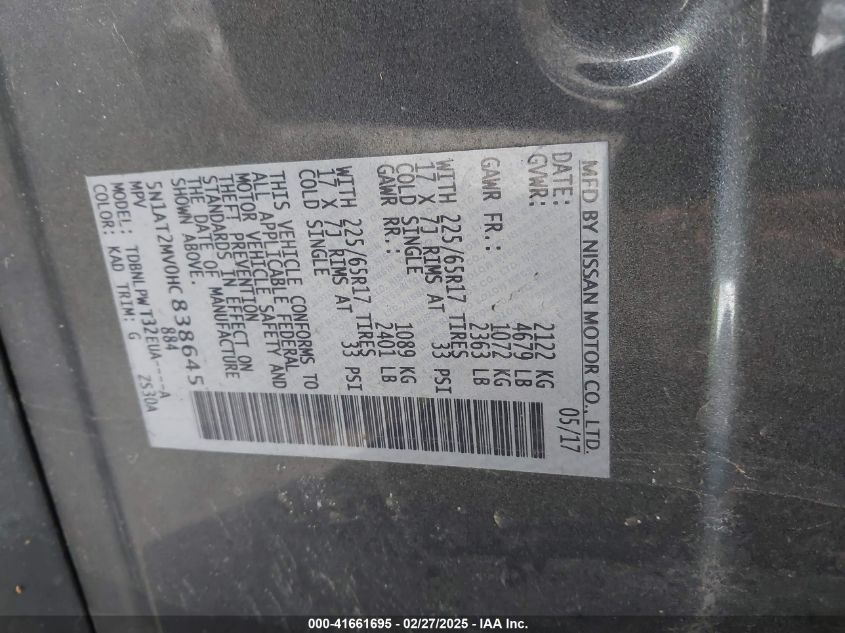 MFD BY NISSAN MOTOR CO., LTD.
DATE: 05/17
GVWR: 2122 KG
4679 LB
GAWR FR.: 1072 KG
2363 LB
WITH 225/65R17 TIRES
17 X 7J RIMS AT 33 PSI
COLD SINGLE
GAWR RR.: 1089 KG
2401 LB
WITH 225/65R17 TIRES
17 X 7J RIMS AT 33 PSI
COLD SINGLE
THIS VEHICLE CONFORMS TO
ALL APPLICABLE FEDERAL
MOTOR VEHICLE SAFETY AND
THEFT PREVENTION
STANDARDS IN EFFECT ON
THE DATE OF MANUFACTURE
SHOWN ABOVE.
5N1AT2MV0HC838645
MPV 884
MODEL: TDBNLPWT32EUA----A
COLOR: KAD TRIM: G 2S30A
000-41661695 - 02/27/2025 - IAA Inc.